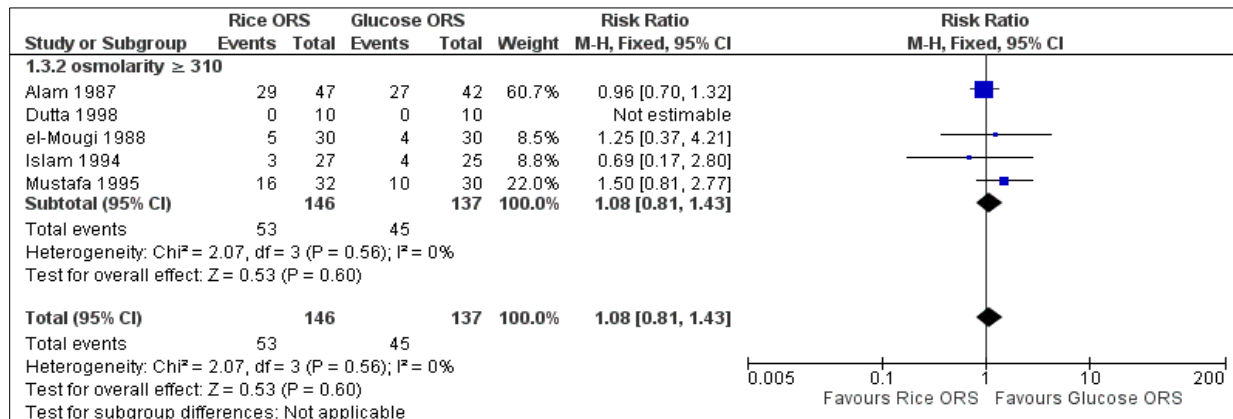 Rice ORS Glucose ORS Risk Ratio Risk Ratio
Study or Subgroup Events Total Events Total Weight M-H, Fixed, 95% CI M-H, Fixed, 95% CI
1.3.2 osmolarity ≥ 310
Alam 1987 29 47 27 42 60.7% 0.96 [0.70, 1.32]
Dutta 1998 0 10 0 10 Not estimable
el-Mougi 1988 5 30 4 30 8.5% 1.25 [0.37, 4.21]
Islam 1994 3 27 4 25 8.8% 0.69 [0.17, 2.80]
Mustafa 1995 16 32 10 30 22.0% 1.50 [0.81, 2.77]
Subtotal (95% CI) 146 137 100.0% 1.08 [0.81, 1.43]
Total events 53 45
Heterogeneity: Chi² = 2.07, df = 3 (P = 0.56); I² = 0%
Test for overall effect: Z = 0.53 (P = 0.60)
Total (95% CI) 146 137 100.0% 1.08 [0.81, 1.43]
Total events 53 45
Heterogeneity: Chi² = 2.07, df = 3 (P = 0.56); I² = 0%
Test for overall effect: Z = 0.53 (P = 0.60)
Test for subgroup differences: Not applicable
0.005 0.1 1 10 200
Favours Rice ORS Favours Glucose ORS